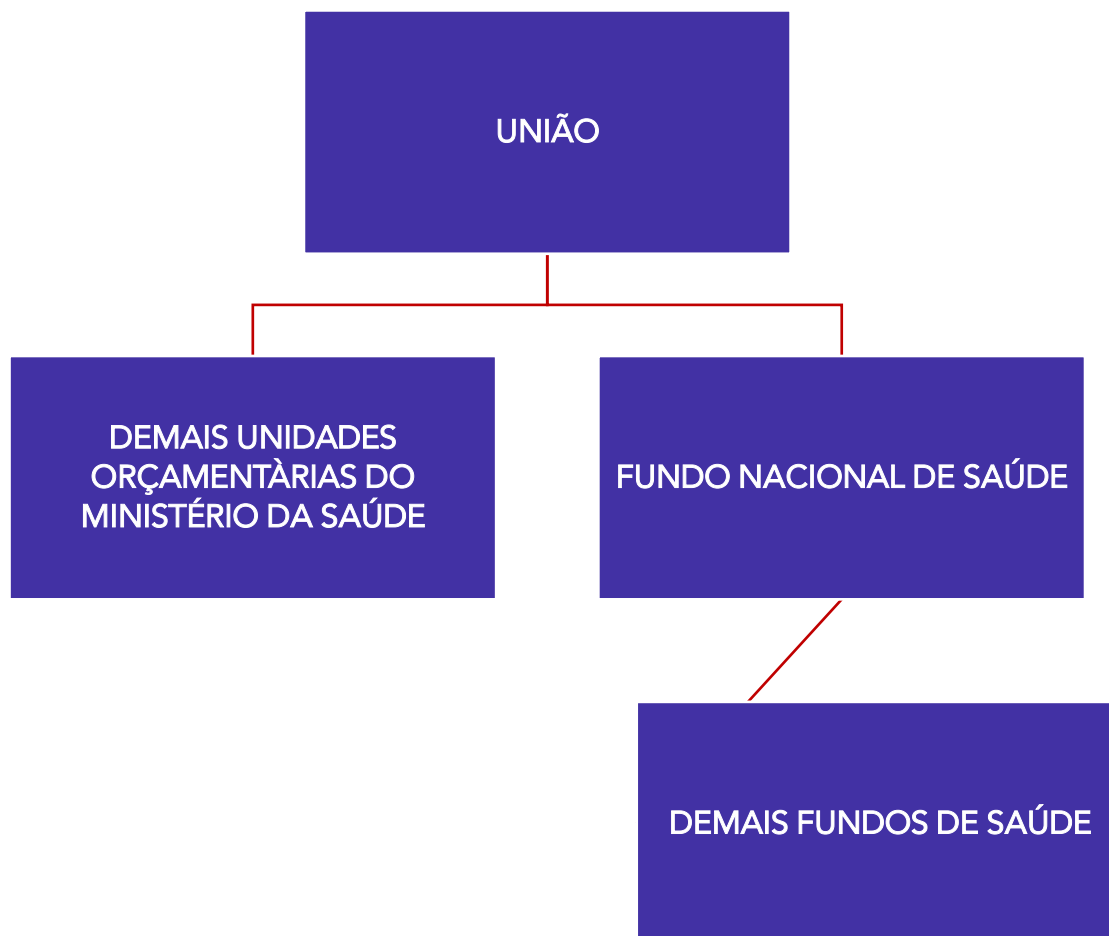 UNIÃO
DEMAIS UNIDADES
ORÇAMENTÀRIAS DO
MINISTÉRIO DA SAÚDE
FUNDO NACIONAL DE SAÚDE
DEMAIS FUNDOS DE SAÚDE